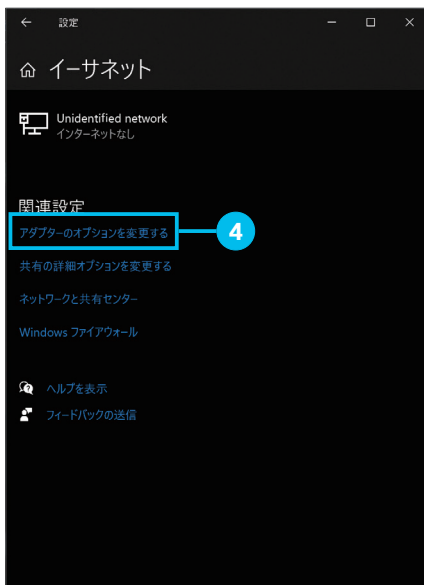 設定
イーサネット
Unidentified network
インターネットなし
関連設定
アダプターのオプションを変更する
4
共有の詳細オプションを変更する
ネットワークと共有センター
Windows ファイアウォール
ヘルプを表示
フィードバックの送信